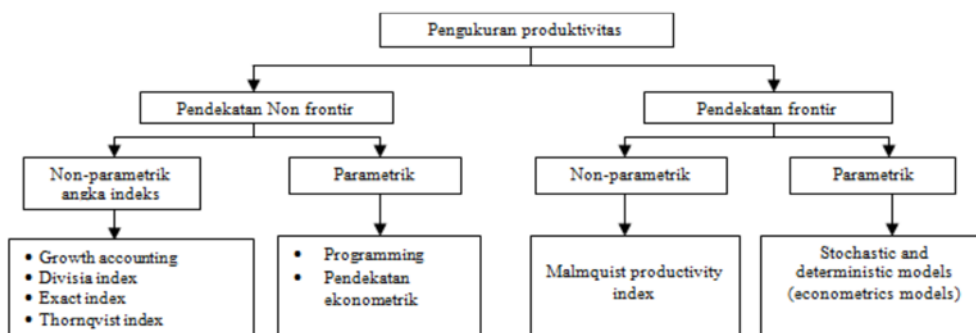 Pengukuran produktivitas
Pendekatan Non frontir
Pendekatan frontir
Non-parametrik
angka indeks
Parametrik
Non-parametrik
Parametrik
• Growth accounting
• Divisia index
• Exact index
• Thornqvist index
• Programming
• Pendekatan
ekonometrik
Malmquist productivity
index
Stochastic and
deterministic models
(econometrics models)